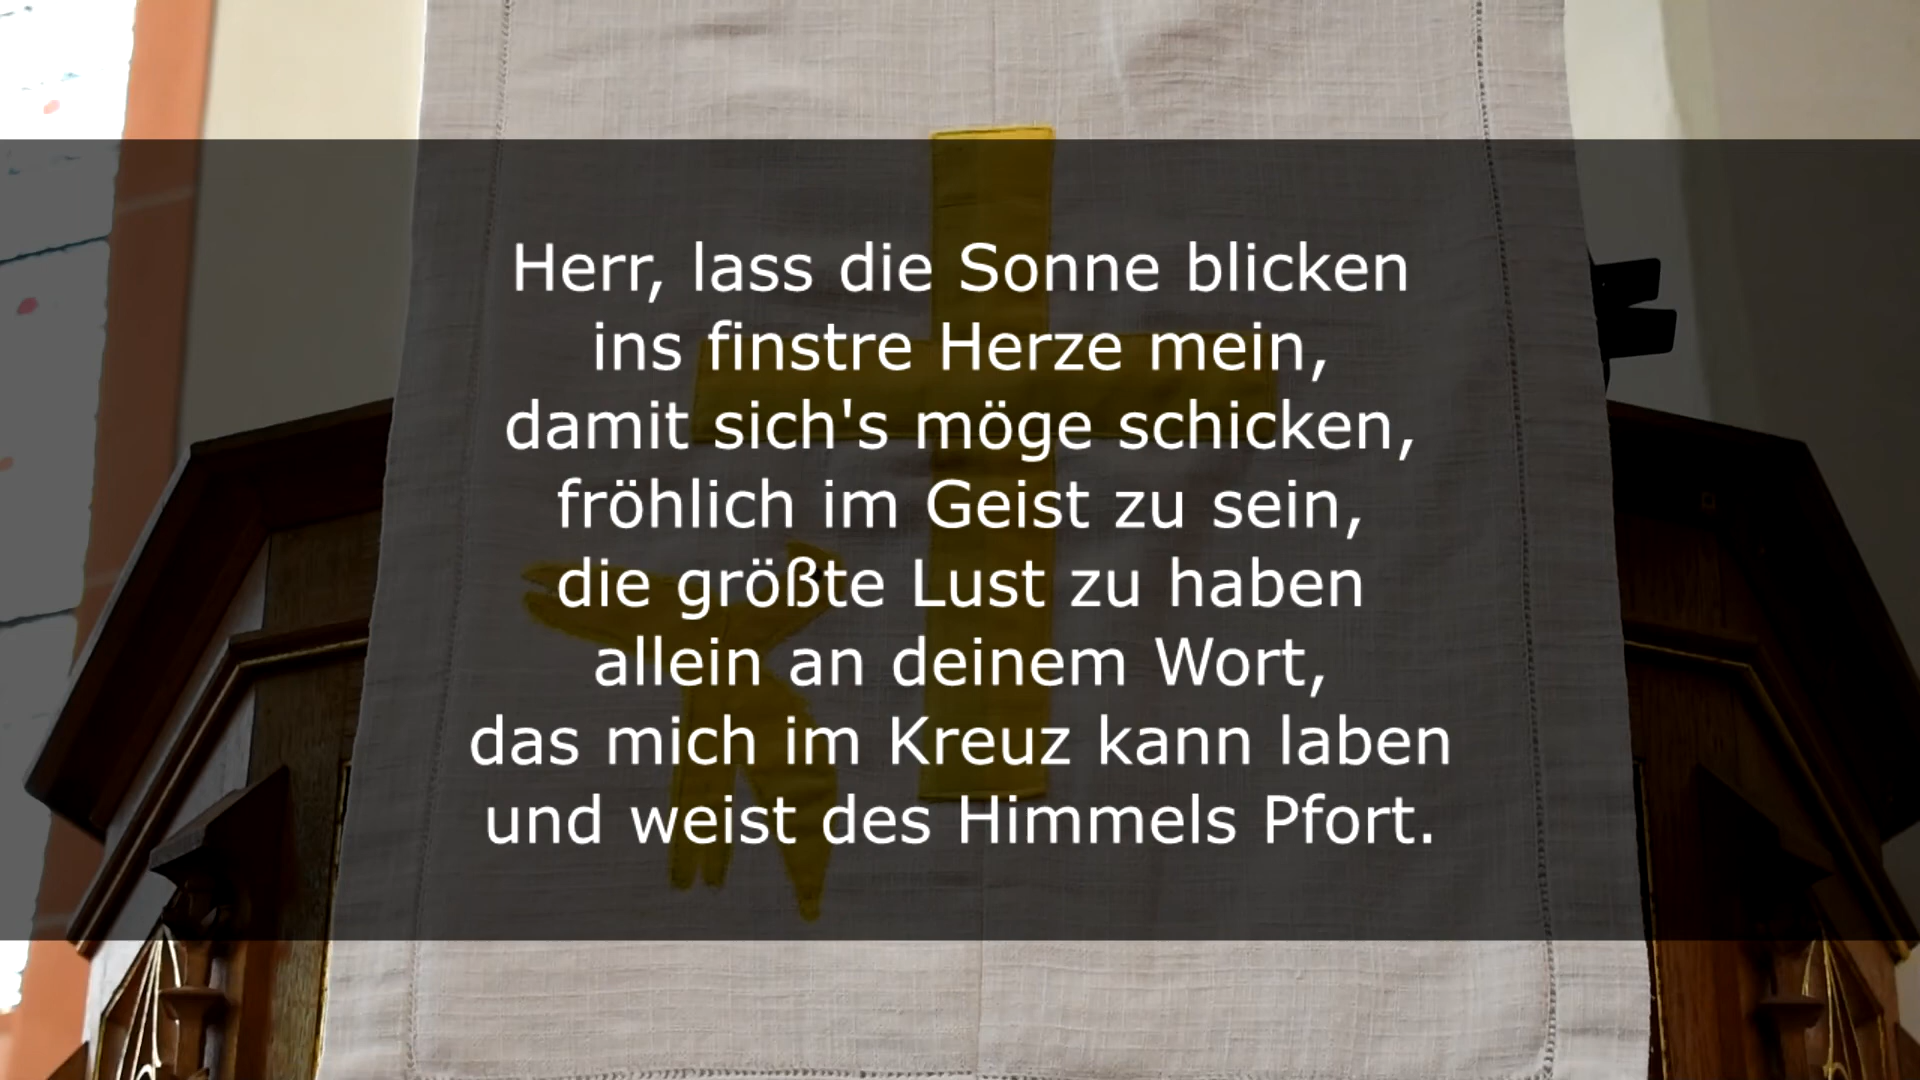 Herr, lass die Sonne blicken
ins finstre Herze mein,
damit sich's möge schicken,
fröhlich im Geist zu sein,
die größte Lust zu haben
allein an deinem Wort,
das mich im Kreuz kann laben
und weist des Himmels Pfort.